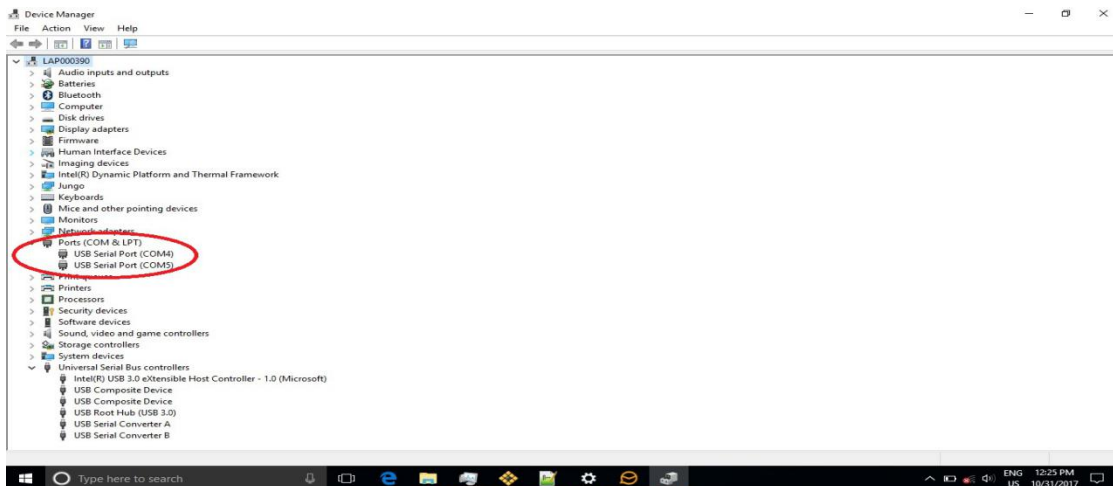 Device Manager
File Action View Help
LAP000390
Audio inputs and outputs
Batteries
Bluetooth
Computer
Disk drives
Display adapters
Firmware
Human Interface Devices
Imaging devices
Intel(R) Dynamic Platform and Thermal Framework
Jungo
Keyboards
Mice and other pointing devices
Monitors
Network adapters
Ports (COM & LPT)
USB Serial Port (COM4)
USB Serial Port (COM5)
Print queues
Printers
Processors
Security devices
Software devices
Sound, video and game controllers
Storage controllers
System devices
Universal Serial Bus controllers
Intel(R) USB 3.0 eXtensible Host Controller - 1.0 (Microsoft)
USB Composite Device
USB Composite Device
USB Root Hub (USB 3.0)
USB Serial Converter A
USB Serial Converter B
Type here to search
ENG 12:25 PM
US 10/31/2017